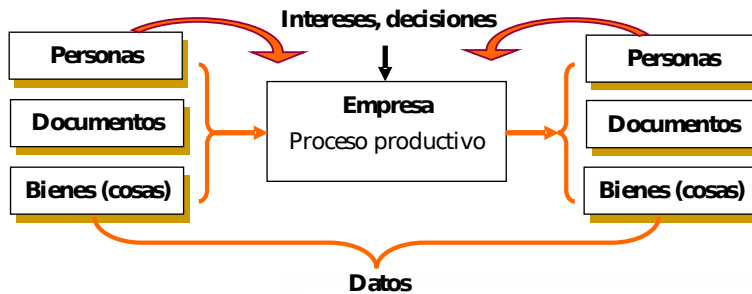 Intereses, decisiones
Personas
Documentos
Bienes (cosas)
Empresa
Proceso productivo
Personas
Documentos
Bienes (cosas)
Datos